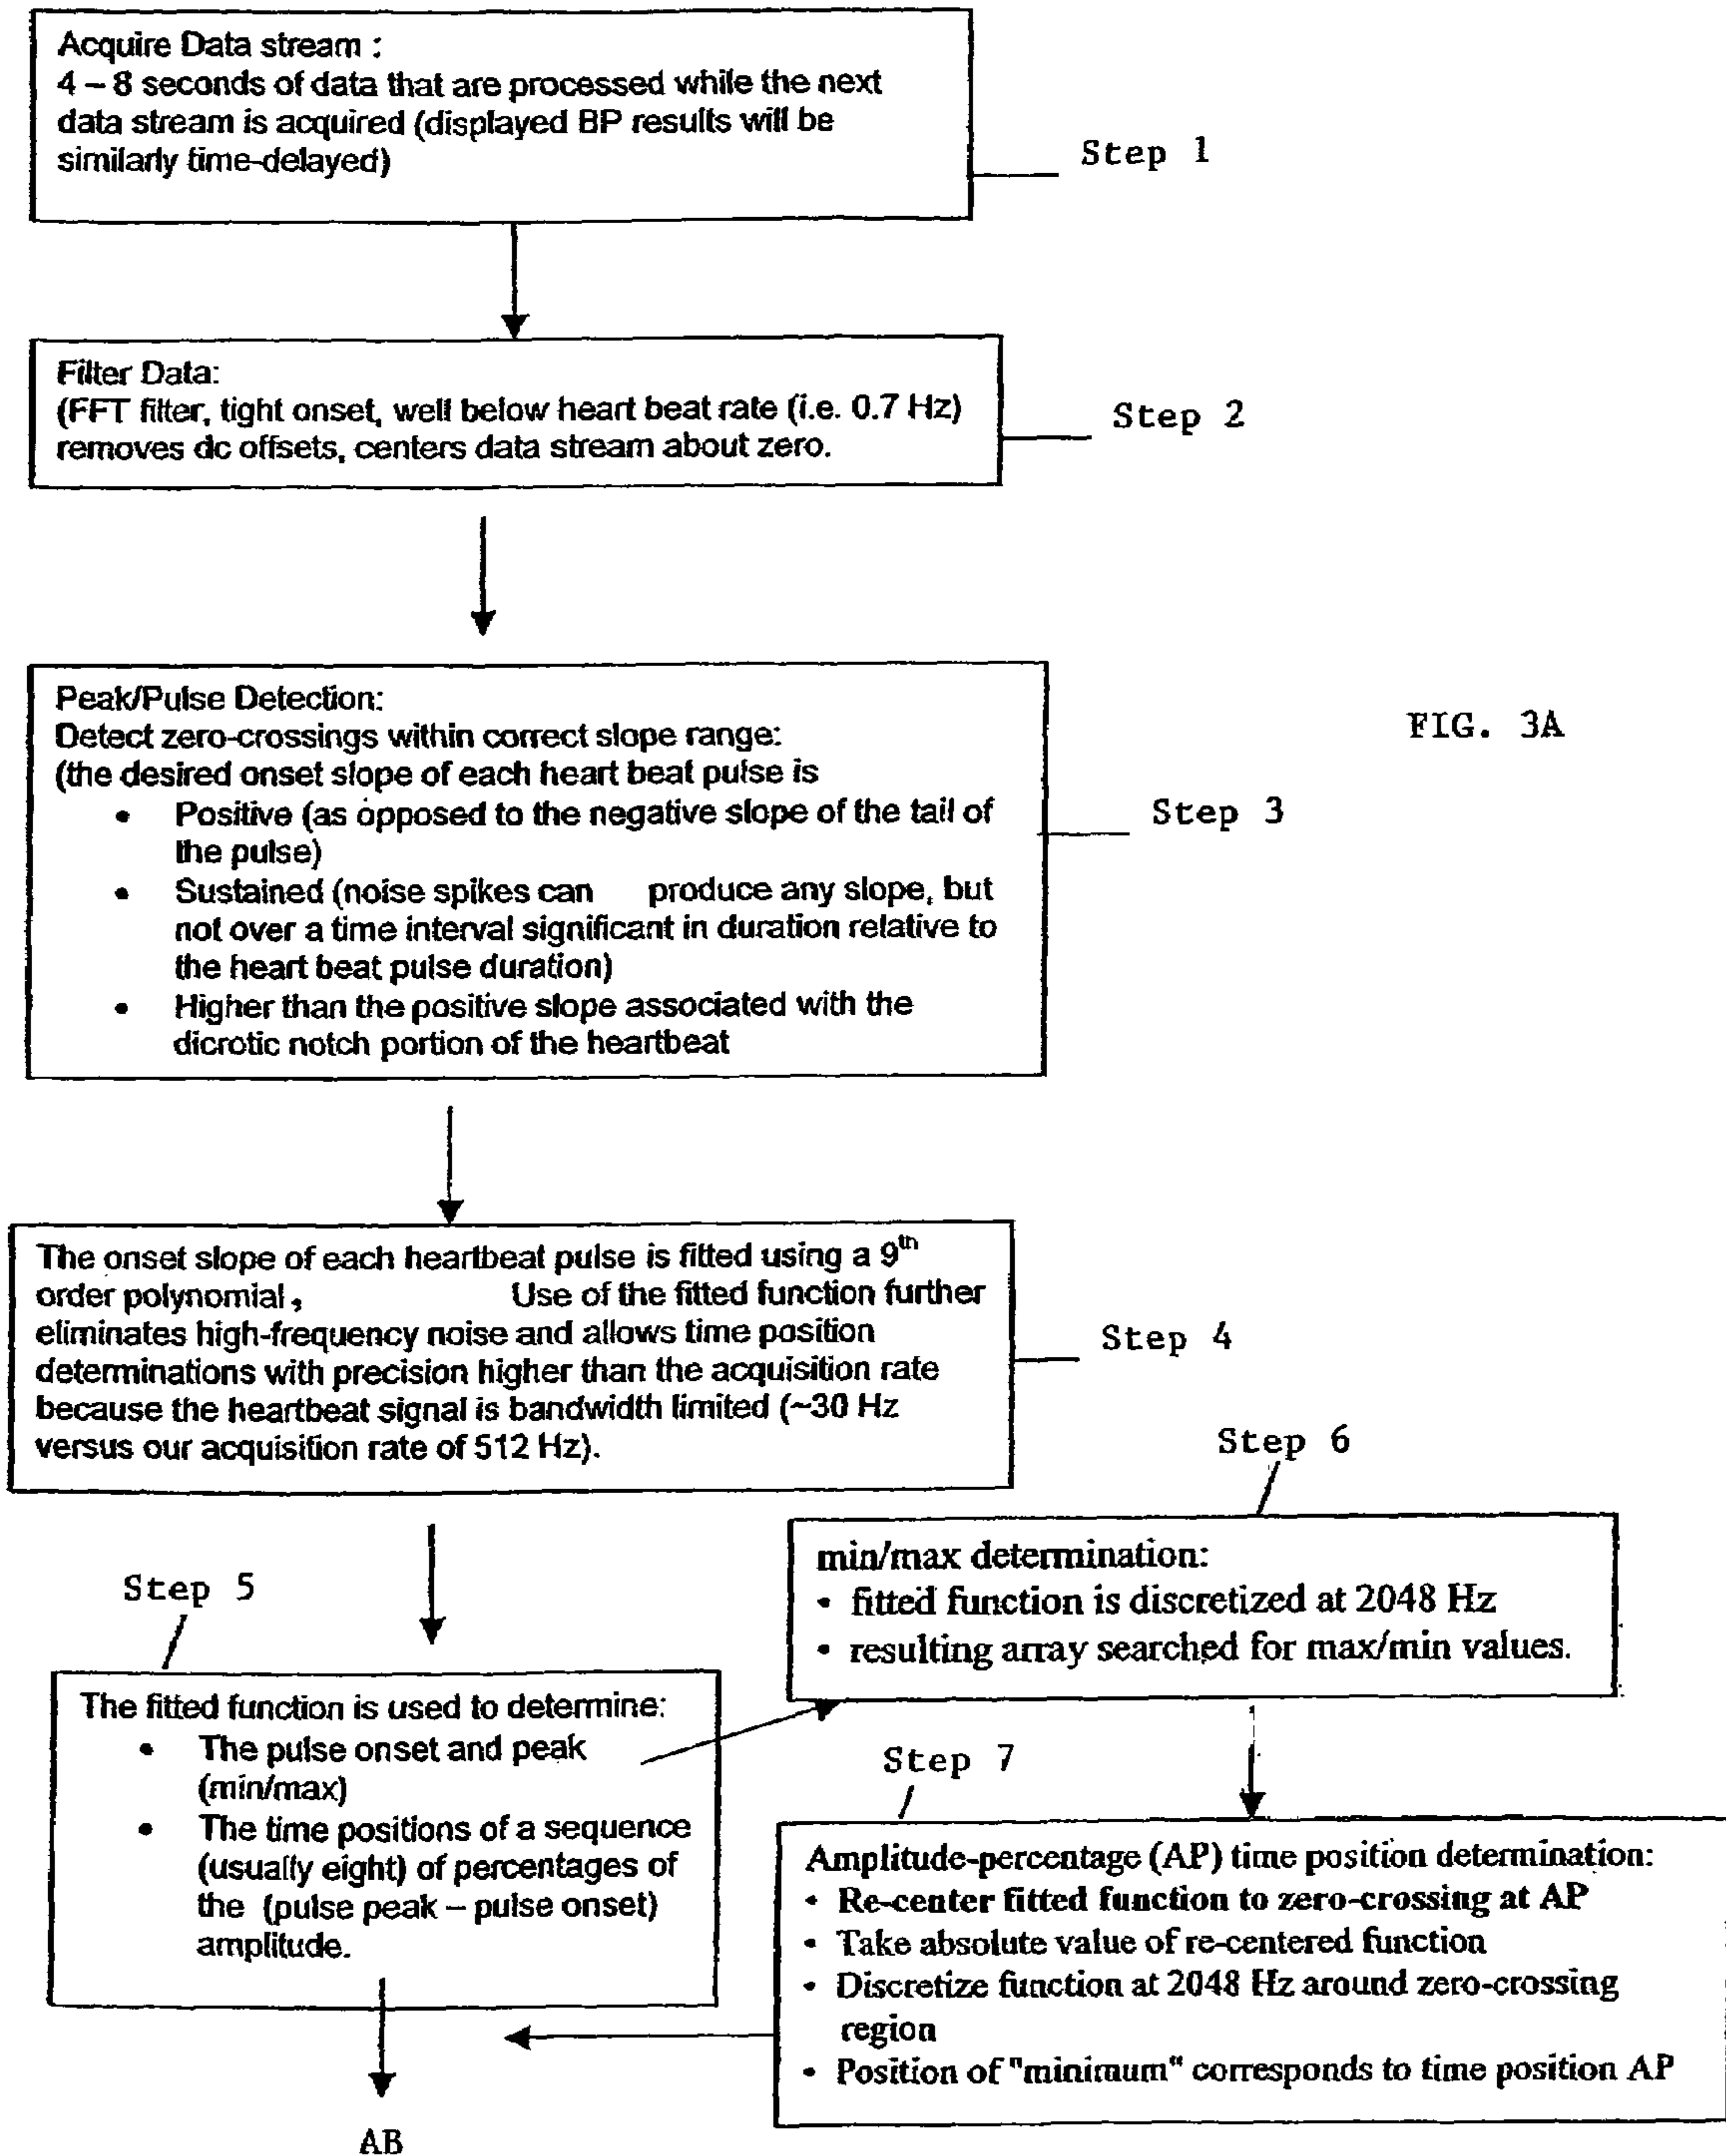 Acquire Data stream :
4 – 8 seconds of data that are processed while the next
data stream is acquired (displayed BP results will be
similarly time-delayed)
Step 1
Filter Data:
(FFT filter, tight onset, well below heart beat rate (i.e. 0.7 Hz)
removes dc offsets, centers data stream about zero.
Step 2
Peak/Pulse Detection:
Detect zero-crossings within correct slope range:
(the desired onset slope of each heart beat pulse is
• Positive (as opposed to the negative slope of the tail of
the pulse)
• Sustained (noise spikes can produce any slope, but
not over a time interval significant in duration relative to
the heart beat pulse duration)
• Higher than the positive slope associated with the
dicrotic notch portion of the heartbeat
FIG. 3A
Step 3
The onset slope of each heartbeat pulse is fitted using a 9th
order polynomial, Use of the fitted function further
eliminates high-frequency noise and allows time position
determinations with precision higher than the acquisition rate
because the heartbeat signal is bandwidth limited (~30 Hz
versus our acquisition rate of 512 Hz).
Step 4
Step 5
The fitted function is used to determine:
• The pulse onset and peak
(min/max)
• The time positions of a sequence
(usually eight) of percentages of
the (pulse peak – pulse onset)
amplitude.
Step 6
min/max determination:
• fitted function is discretized at 2048 Hz
• resulting array searched for max/min values.
Step 7
Amplitude-percentage (AP) time position determination:
• Re-center fitted function to zero-crossing at AP
• Take absolute value of re-centered function
• Discretize function at 2048 Hz around zero-crossing
region
• Position of "minimum" corresponds to time position AP
AB